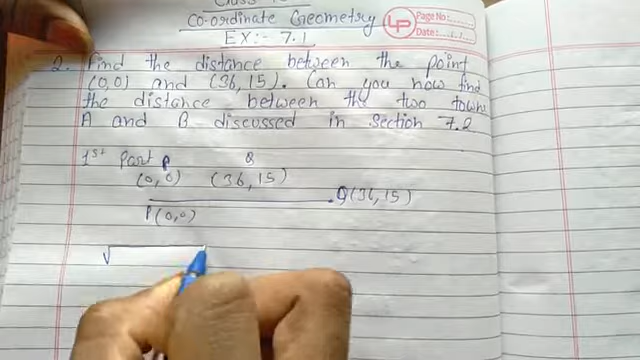 Co-ordinate Geometry
EX:- 7.1
LP Page No.:
Date: / /
2. Find the distance between the point
(0,0) and (36,15). Can you now find
the distance between the two towns
A and B discussed in section 7.2
1st Part P B
(0,0) (36,15)
Q(36,15)
P(0,0)
√